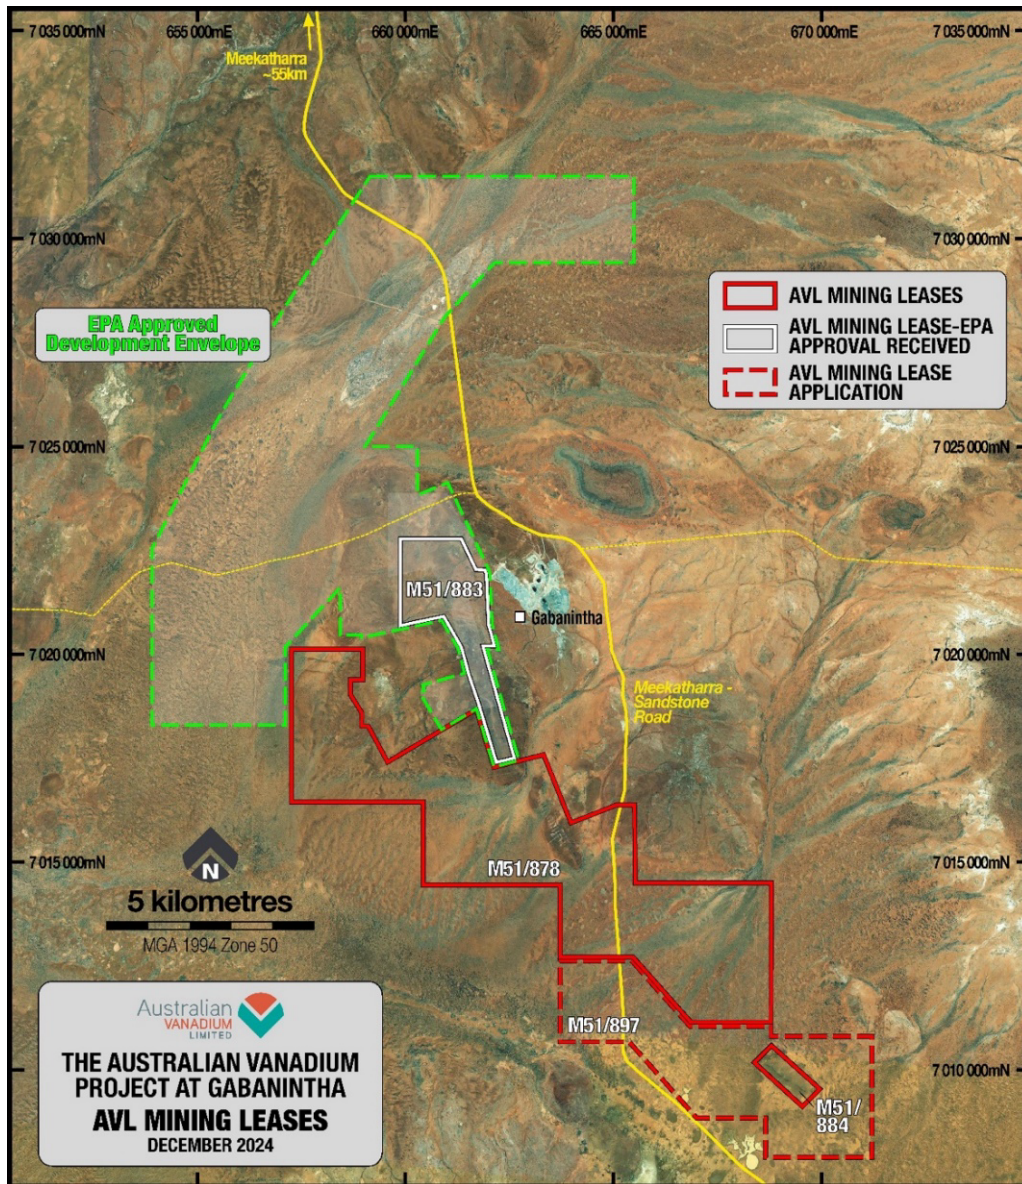 655 000mE
660 000mE
665 000mE
670 000mE
7 035 000mN
7 035 000mN
Meekatharra
~55km
7 030 000mN
7 030 000mN
EPA Approved
Development Envelope
AVL MINING LEASES
AVL MINING LEASE-EPA
APPROVAL RECEIVED
AVL MINING LEASE
APPLICATION
7 025 000mN
7 025 000mN
M51/883
Gabanintha
7 020 000mN
7 020 000mN
Meekatharra -
Sandstone
Road
7 015 000mN
7 015 000mN
M51/878
N
5 kilometres
MGA 1994 Zone 50
Australian
VANADIUM
LIMITED
THE AUSTRALIAN VANADIUM
PROJECT AT GABANINTHA
AVL MINING LEASES
DECEMBER 2024
M51/897
7 010 000mN
M51/
884